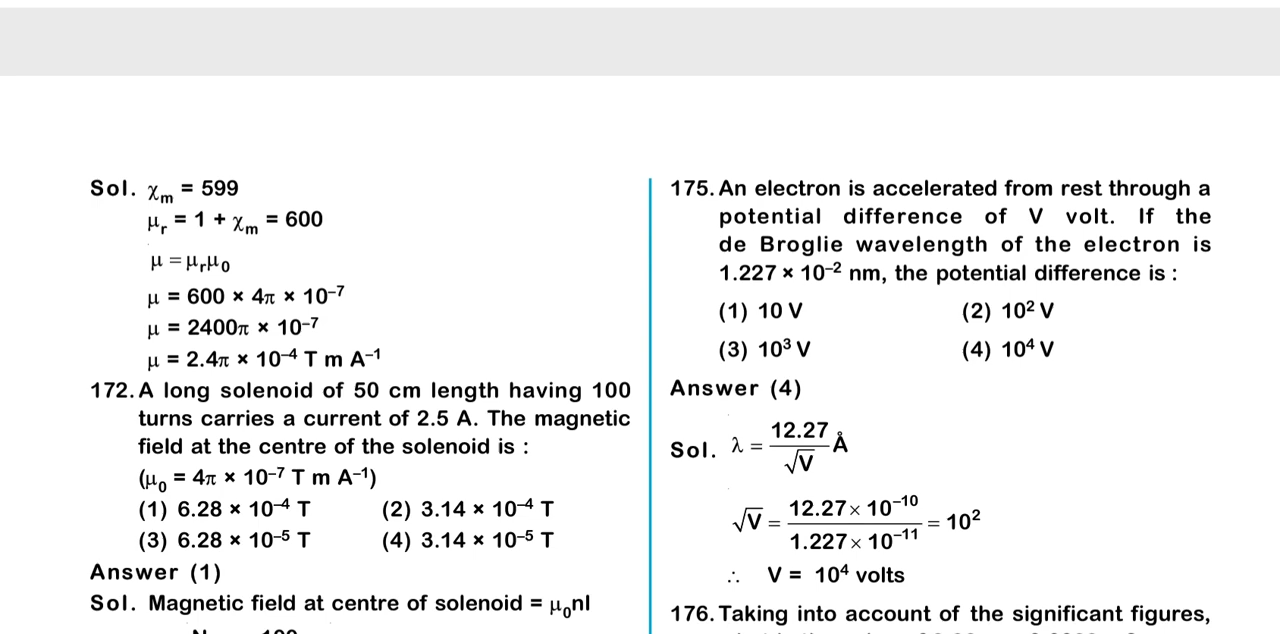 Sol. χm = 599
μr = 1 + χm = 600
μ = μrμ0
μ = 600 × 4π × 10–7
μ = 2400π × 10–7
μ = 2.4π × 10–4 T m A–1
172. A long solenoid of 50 cm length having 100
turns carries a current of 2.5 A. The magnetic
field at the centre of the solenoid is :
(μ0 = 4π × 10–7 T m A–1)
(1) 6.28 × 10–4 T (2) 3.14 × 10–4 T
(3) 6.28 × 10–5 T (4) 3.14 × 10–5 T
Answer (1)
Sol. Magnetic field at centre of solenoid = μ0nI
175. An electron is accelerated from rest through a
potential difference of V volt. If the
de Broglie wavelength of the electron is
1.227 × 10–2 nm, the potential difference is :
(1) 10 V (2) 102 V
(3) 103 V (4) 104 V
Answer (4)
Sol. λ = 12.27/√V Å
√V = 12.27 × 10–10 / 1.227 × 10–11 = 102
∴ V = 104 volts
176. Taking into account of the significant figures,